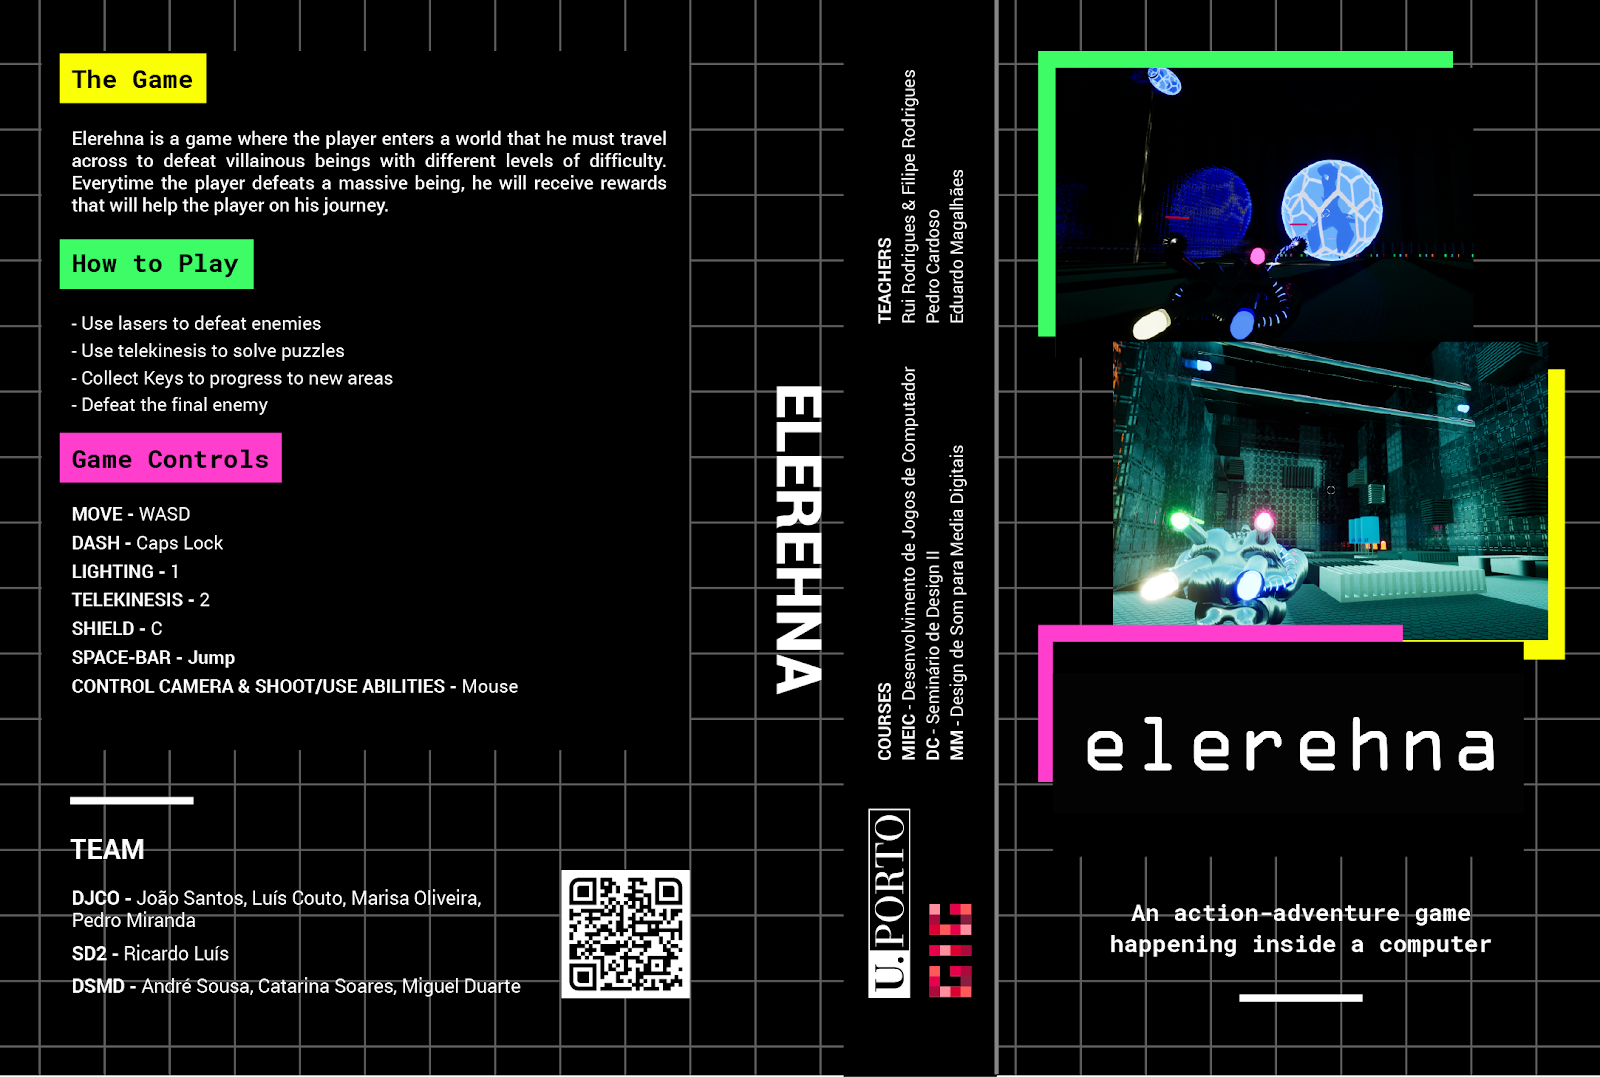 The Game
Elerehna is a game where the player enters a world that he must travel
across to defeat villainous beings with different levels of difficulty.
Everytime the player defeats a massive being, he will receive rewards
that will help the player on his journey.
How to Play
- Use lasers to defeat enemies
- Use telekinesis to solve puzzles
- Collect Keys to progress to new areas
- Defeat the final enemy
Game Controls
MOVE - WASD
DASH - Caps Lock
LIGHTING - 1
TELEKINESIS - 2
SHIELD - C
SPACE-BAR - Jump
CONTROL CAMERA & SHOOT/USE ABILITIES - Mouse
TEAM
DJCO - João Santos, Luís Couto, Marisa Oliveira,
Pedro Miranda
SD2 - Ricardo Luís
DSMD - André Sousa, Catarina Soares, Miguel Duarte
ELEREHNA
TEACHERS
Rui Rodrigues & Filipe Rodrigues
Pedro Cardoso
Eduardo Magalhães
COURSES
MIEIC - Desenvolvimento de Jogos de Computador
DC - Seminário de Design II
MM - Design de Som para Media Digitais
U.PORTO
elerehna
An action-adventure game
happening inside a computer